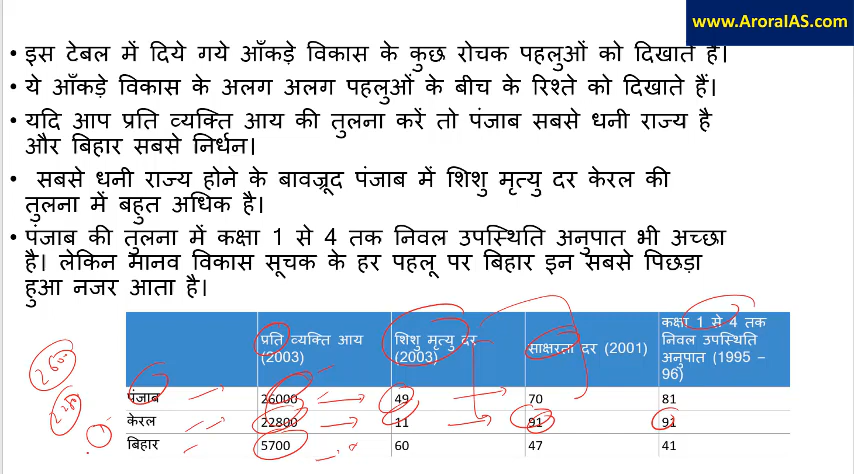 www.AroraIAS.com
• इस टेबल में दिये गये आँकड़े विकास के कुछ रोचक पहलुओं को दिखाते हैं।
• ये आँकड़े विकास के अलग अलग पहलुओं के बीच के रिश्ते को दिखाते हैं।
• यदि आप प्रति व्यक्ति आय की तुलना करें तो पंजाब सबसे धनी राज्य है
और बिहार सबसे निर्धन।
• सबसे धनी राज्य होने के बावजूद पंजाब में शिशु मृत्यु दर केरल की
तुलना में बहुत अधिक है।
• पंजाब की तुलना में कक्षा 1 से 4 तक निवल उपस्थिति अनुपात भी अच्छा
है। लेकिन मानव विकास सूचक के हर पहलू पर बिहार इन सबसे पिछड़ा
हुआ नजर आता है।
प्रति व्यक्ति आय (2003) शिशु मृत्यु दर (2003) साक्षरता दर (2001) कक्षा 1 से 4 तक निवल उपस्थिति अनुपात (1995 – 96)
पंजाब 26000 49 70 81
केरल 22800 11 91 91
बिहार 5700 60 47 41